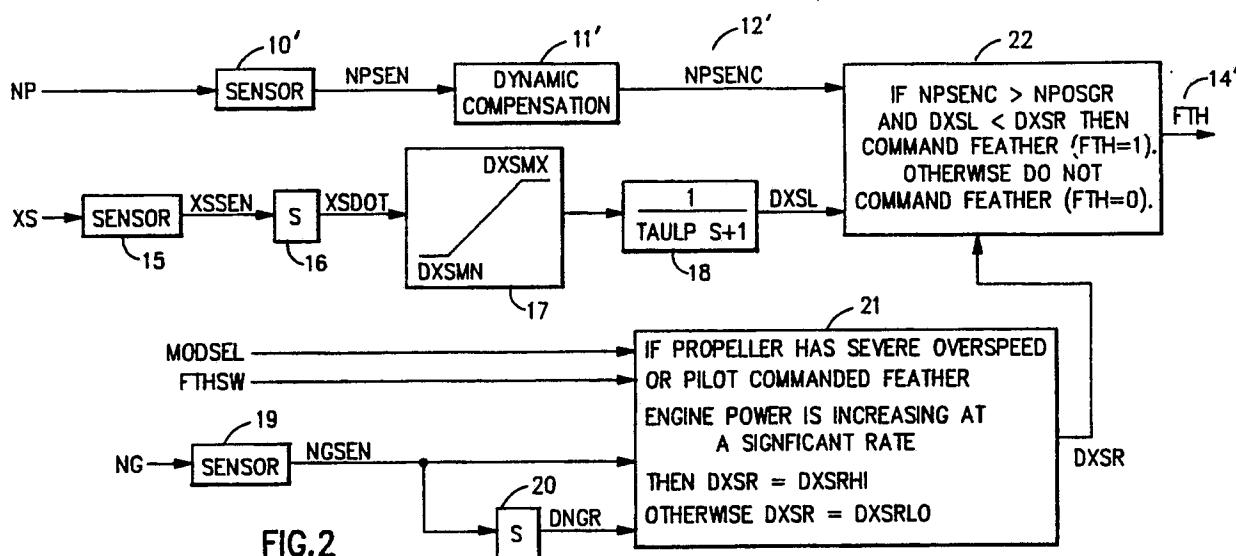 10'
11'
12'
22
14'
NP
SENSOR
NPSEN
DYNAMIC
COMPENSATION
NPSENC
IF NPSENC > NPOSGR
AND DXSL < DXSR THEN
COMMAND FEATHER (FTH=1).
OTHERWISE DO NOT
COMMAND FEATHER (FTH=0).
FTH
XS
SENSOR
15
XSSEN
S
16
XSDOT
DXSMX
DXSMN
17
1
TAULP S+1
18
DXSL
MODSEL
FTHSW
21
IF PROPELLER HAS SEVERE OVERSPEED
OR PILOT COMMANDED FEATHER
ENGINE POWER IS INCREASING AT
A SIGNFICANT RATE
THEN DXSR = DXSRHI
OTHERWISE DXSR = DXSRLO
DXSR
19
NG
SENSOR
NGSEN
20
S
DNGR
FIG.2